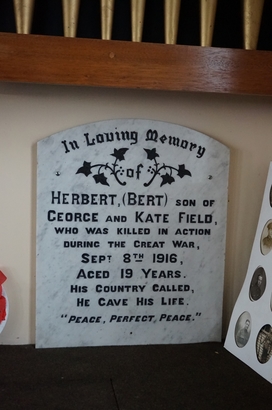 In Loving Memory
of
HERBERT, (BERT) SON OF
GEORGE AND KATE FIELD,
WHO WAS KILLED IN ACTION
DURING THE GREAT WAR,
SEPT 8TH 1916,
AGED 19 YEARS.
HIS COUNTRY CALLED,
HE GAVE HIS LIFE.
"PEACE, PERFECT PEACE."